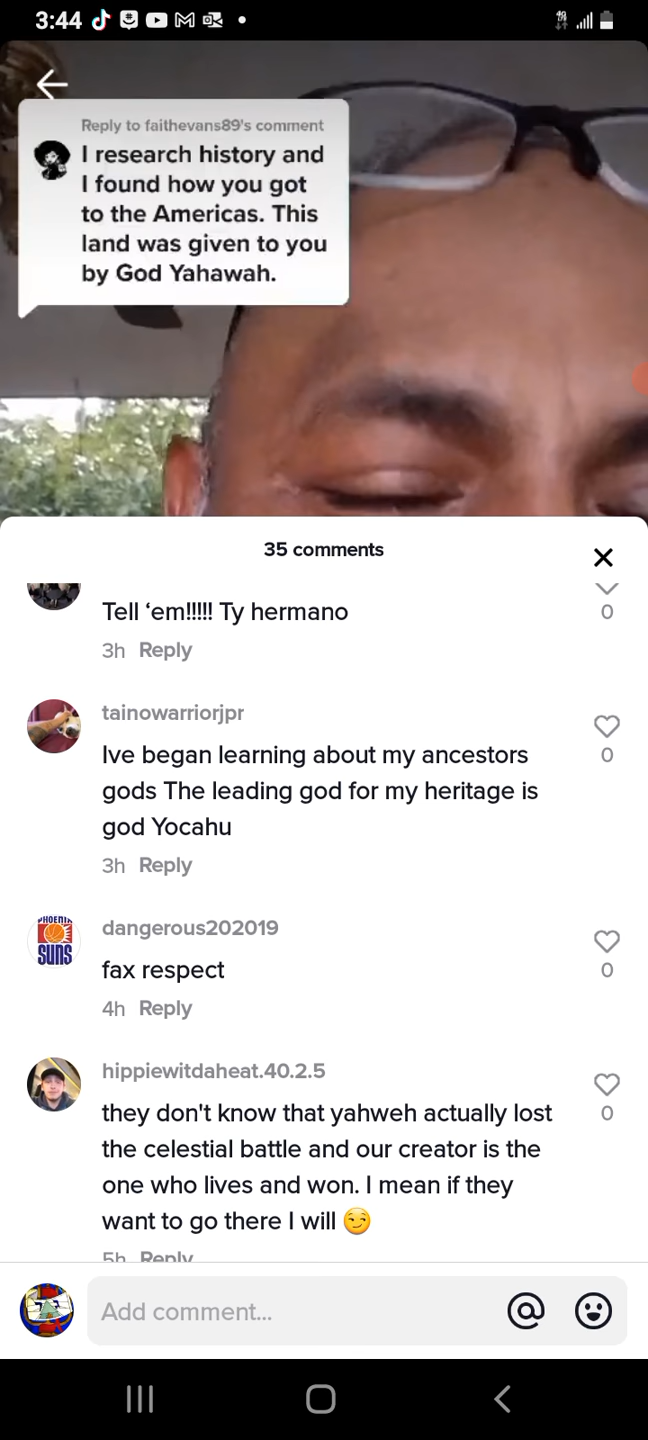 3:44
Reply to faithevans89's comment
I research history and
I found how you got
to the Americas. This
land was given to you
by God Yahawah.
35 comments
Tell ‘em!!!!! Ty hermano
0
3h Reply
tainowarriorjpr
Ive began learning about my ancestors
gods The leading god for my heritage is
god Yocahu
0
3h Reply
PHOENIX
SUNS
dangerous202019
fax respect
0
4h Reply
hippiewitdaheat.40.2.5
they don't know that yahweh actually lost
the celestial battle and our creator is the
one who lives and won. I mean if they
want to go there I will 😏
0
5h Reply
Add comment...